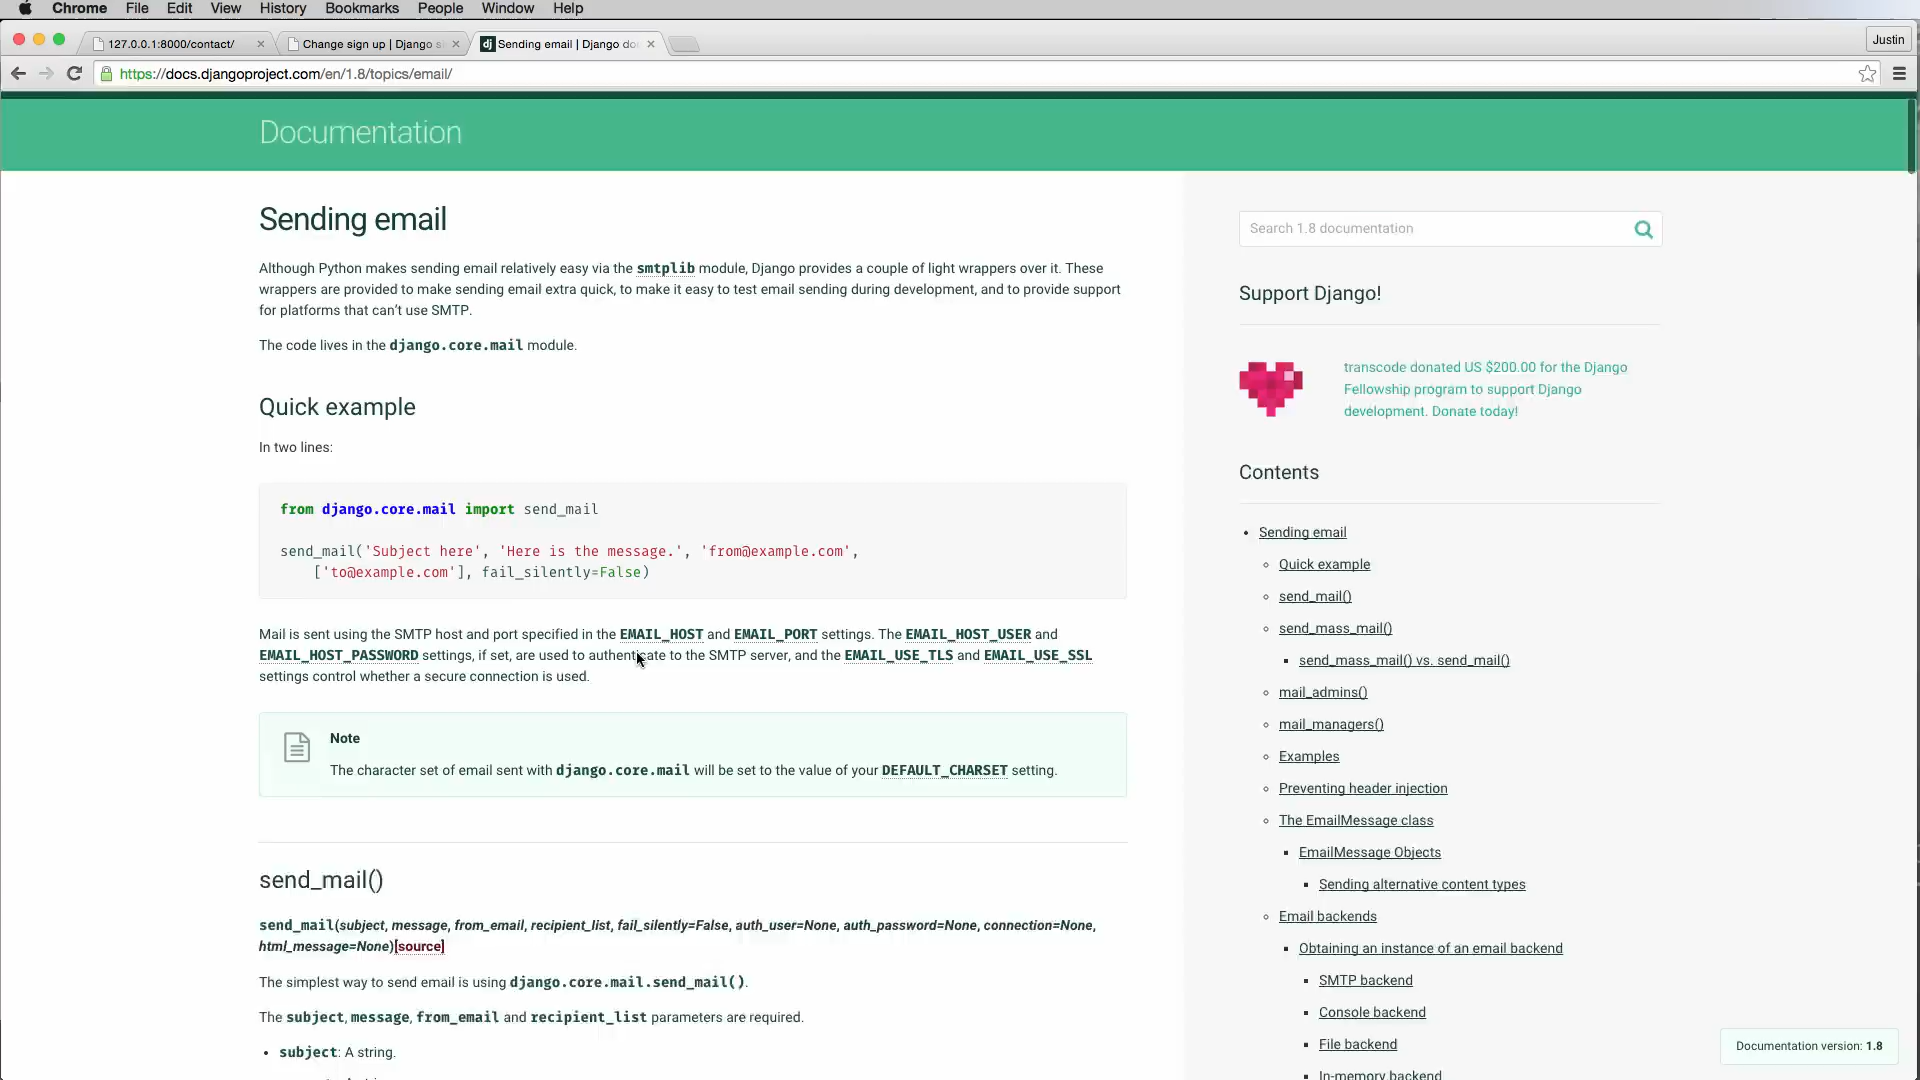 Chrome File Edit View History Bookmarks People Window Help
127.0.0.1:8000/contact/ Change sign up | Django s Sending email | Django do Justin
https://docs.djangoproject.com/en/1.8/topics/email/
Documentation
Sending email
Although Python makes sending email relatively easy via the smtplib module, Django provides a couple of light wrappers over it. These
wrappers are provided to make sending email extra quick, to make it easy to test email sending during development, and to provide support
for platforms that can’t use SMTP.
The code lives in the django.core.mail module.
Quick example
In two lines:
from django.core.mail import send_mail
send_mail('Subject here', 'Here is the message.', 'from@example.com',
['to@example.com'], fail_silently=False)
Mail is sent using the SMTP host and port specified in the EMAIL_HOST and EMAIL_PORT settings. The EMAIL_HOST_USER and
EMAIL_HOST_PASSWORD settings, if set, are used to authenticate to the SMTP server, and the EMAIL_USE_TLS and EMAIL_USE_SSL
settings control whether a secure connection is used.
Note
The character set of email sent with django.core.mail will be set to the value of your DEFAULT_CHARSET setting.
send_mail()
send_mail(subject, message, from_email, recipient_list, fail_silently=False, auth_user=None, auth_password=None, connection=None,
html_message=None)[source]
The simplest way to send email is using django.core.mail.send_mail().
The subject, message, from_email and recipient_list parameters are required.
• subject: A string.
Search 1.8 documentation
Support Django!
transcode donated US $200.00 for the Django
Fellowship program to support Django
development. Donate today!
Contents
• Sending email
◦ Quick example
◦ send_mail()
◦ send_mass_mail()
▪ send_mass_mail() vs. send_mail()
◦ mail_admins()
◦ mail_managers()
◦ Examples
◦ Preventing header injection
◦ The EmailMessage class
▪ EmailMessage Objects
▪ Sending alternative content types
◦ Email backends
▪ Obtaining an instance of an email backend
▪ SMTP backend
▪ Console backend
▪ File backend
▪ In-memory backend
Documentation version: 1.8